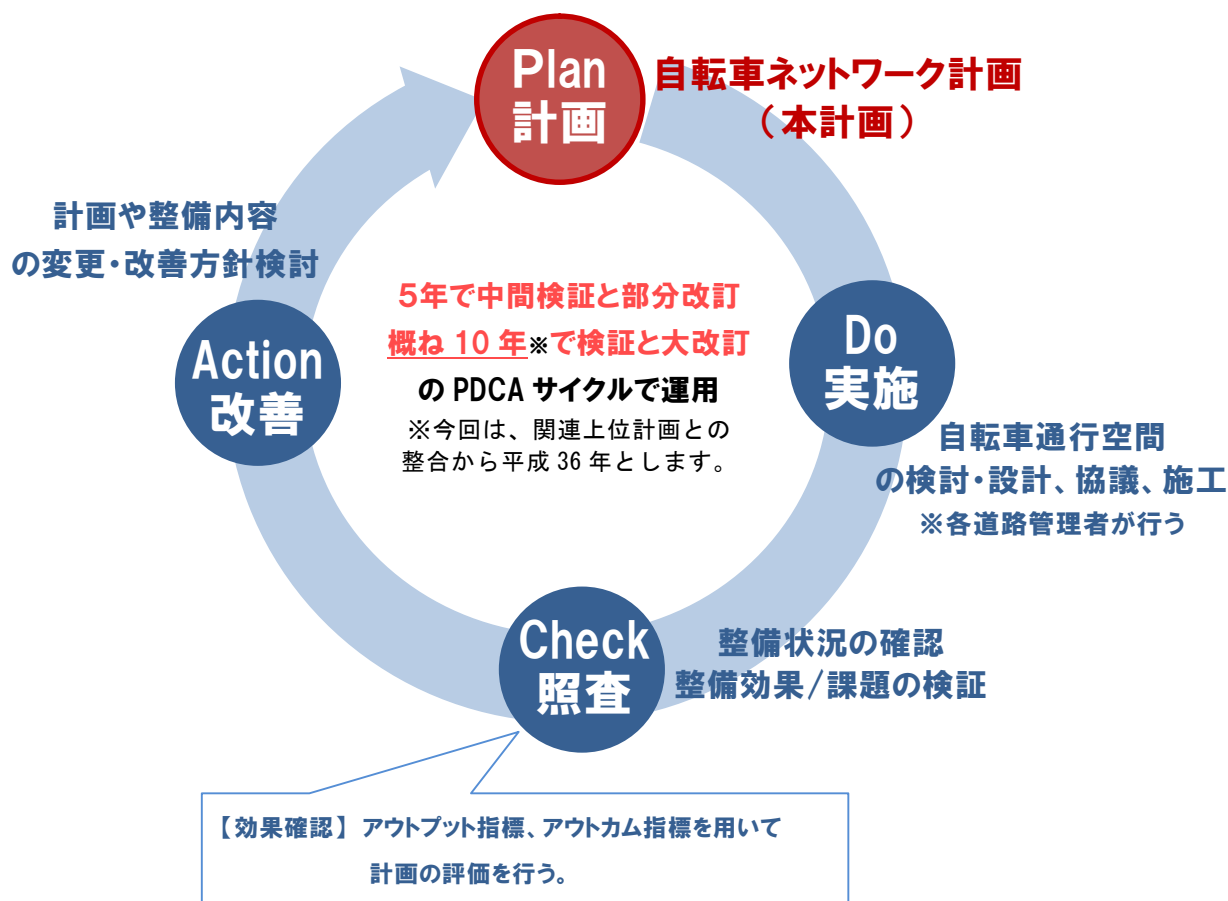 Plan
計画
自転車ネットワーク計画
（本計画）
計画や整備内容
の変更・改善方針検討
5年で中間検証と部分改訂
概ね 10 年※で検証と大改訂
の PDCA サイクルで運用
※今回は、関連上位計画との
整合から平成 36 年とします。
Action
改善
Do
実施
自転車通行空間
の検討・設計、協議、施工
※各道路管理者が行う
Check
照査
整備状況の確認
整備効果/課題の検証
【効果確認】 アウトプット指標、アウトカム指標を用いて
計画の評価を行う。